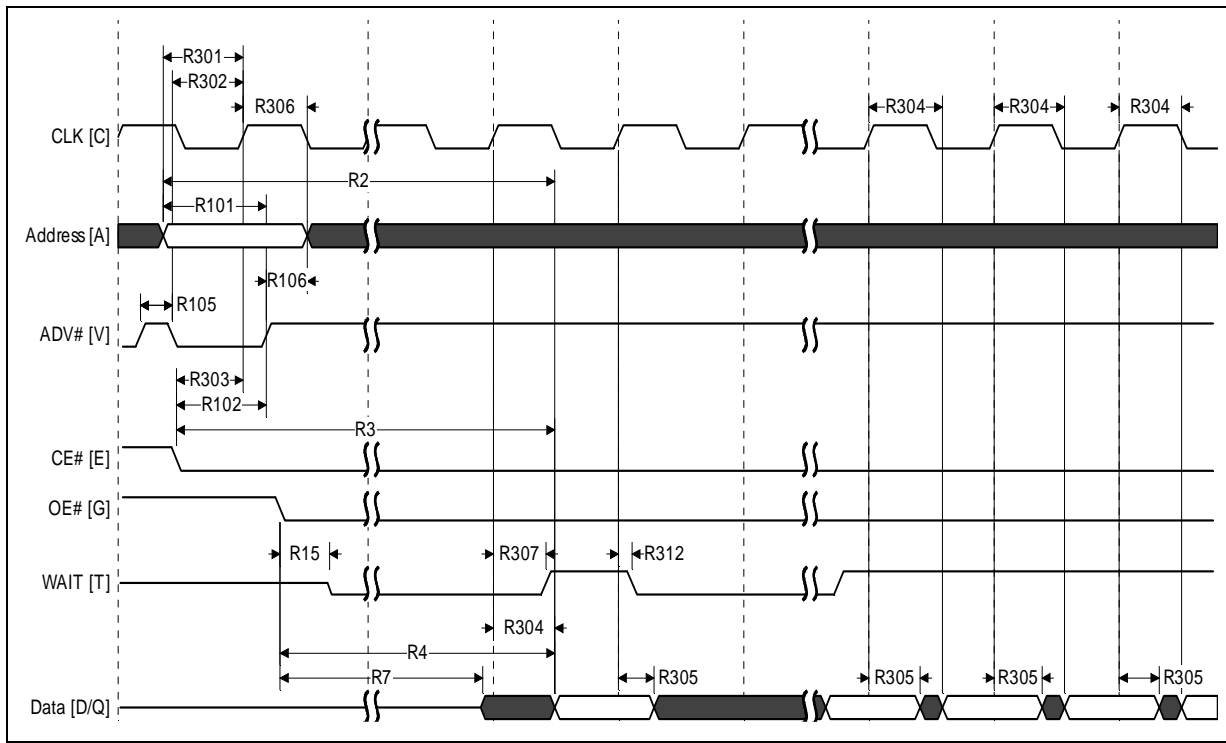 R301
R302
R306
R304 R304 R304
CLK [C]
R2
R101
Address [A]
R106
R105
ADV# [V]
R303
R102
R3
CE# [E]
OE# [G]
R15 R307 R312
WAIT [T]
R304
R4
R7
R305 R305 R305 R305
Data [D/Q]